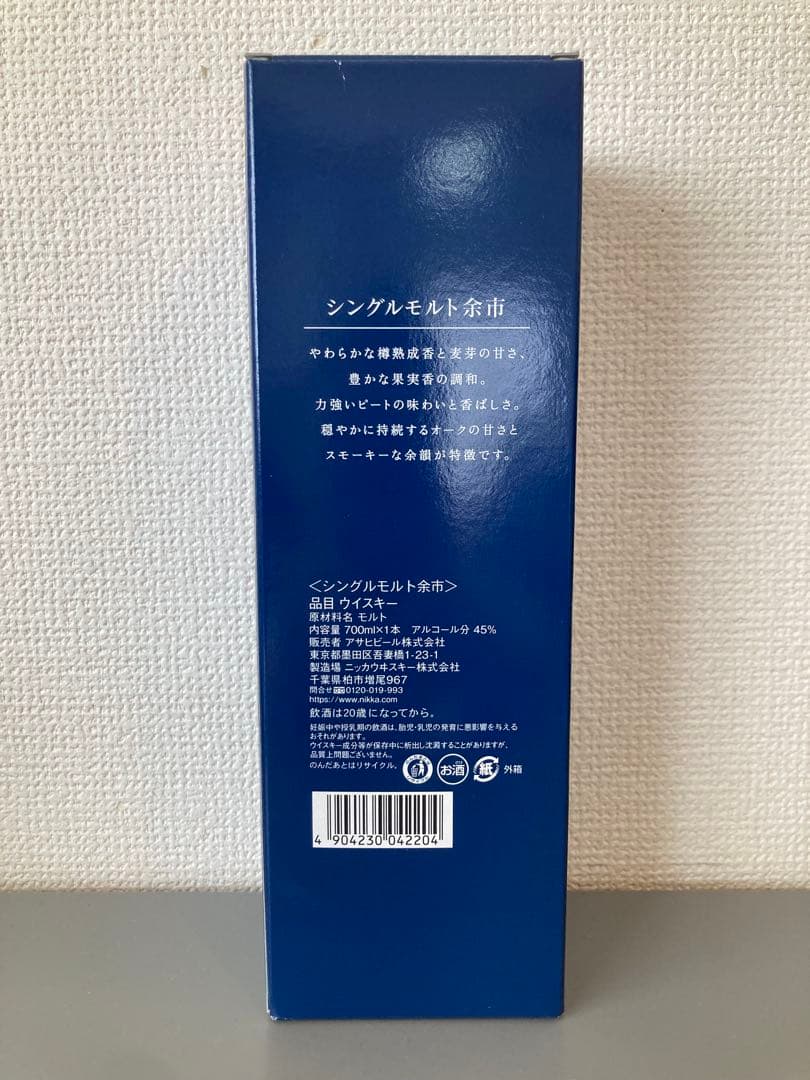 シングルモルト余市
やわらかな樽熟成香と麦芽の甘さ、
豊かな果実香の調和。
力強いピートの味わいと香ばしさ。
穏やかに持続するオークの甘さと
スモーキーな余韻が特徴です。
＜シングルモルト余市＞
品目 ウイスキー
原材料名 モルト
内容量 700ml×1本 アルコール分 45%
販売者 アサヒビール株式会社
東京都墨田区吾妻橋1-23-1
製造場 ニッカウヰスキー株式会社
千葉県柏市増尾967
問合せ 0120-019-993
https://www.nikka.com
飲酒は20歳になってから。
妊娠中や授乳期の飲酒は、胎児・乳児の発育に悪影響を与える
おそれがあります。
ウイスキー成分等が保存中に析出し沈澱することがありますが、
品質上問題ございません。
のんだあとはリサイクル。 お酒 紙 外箱
4 904230 042204